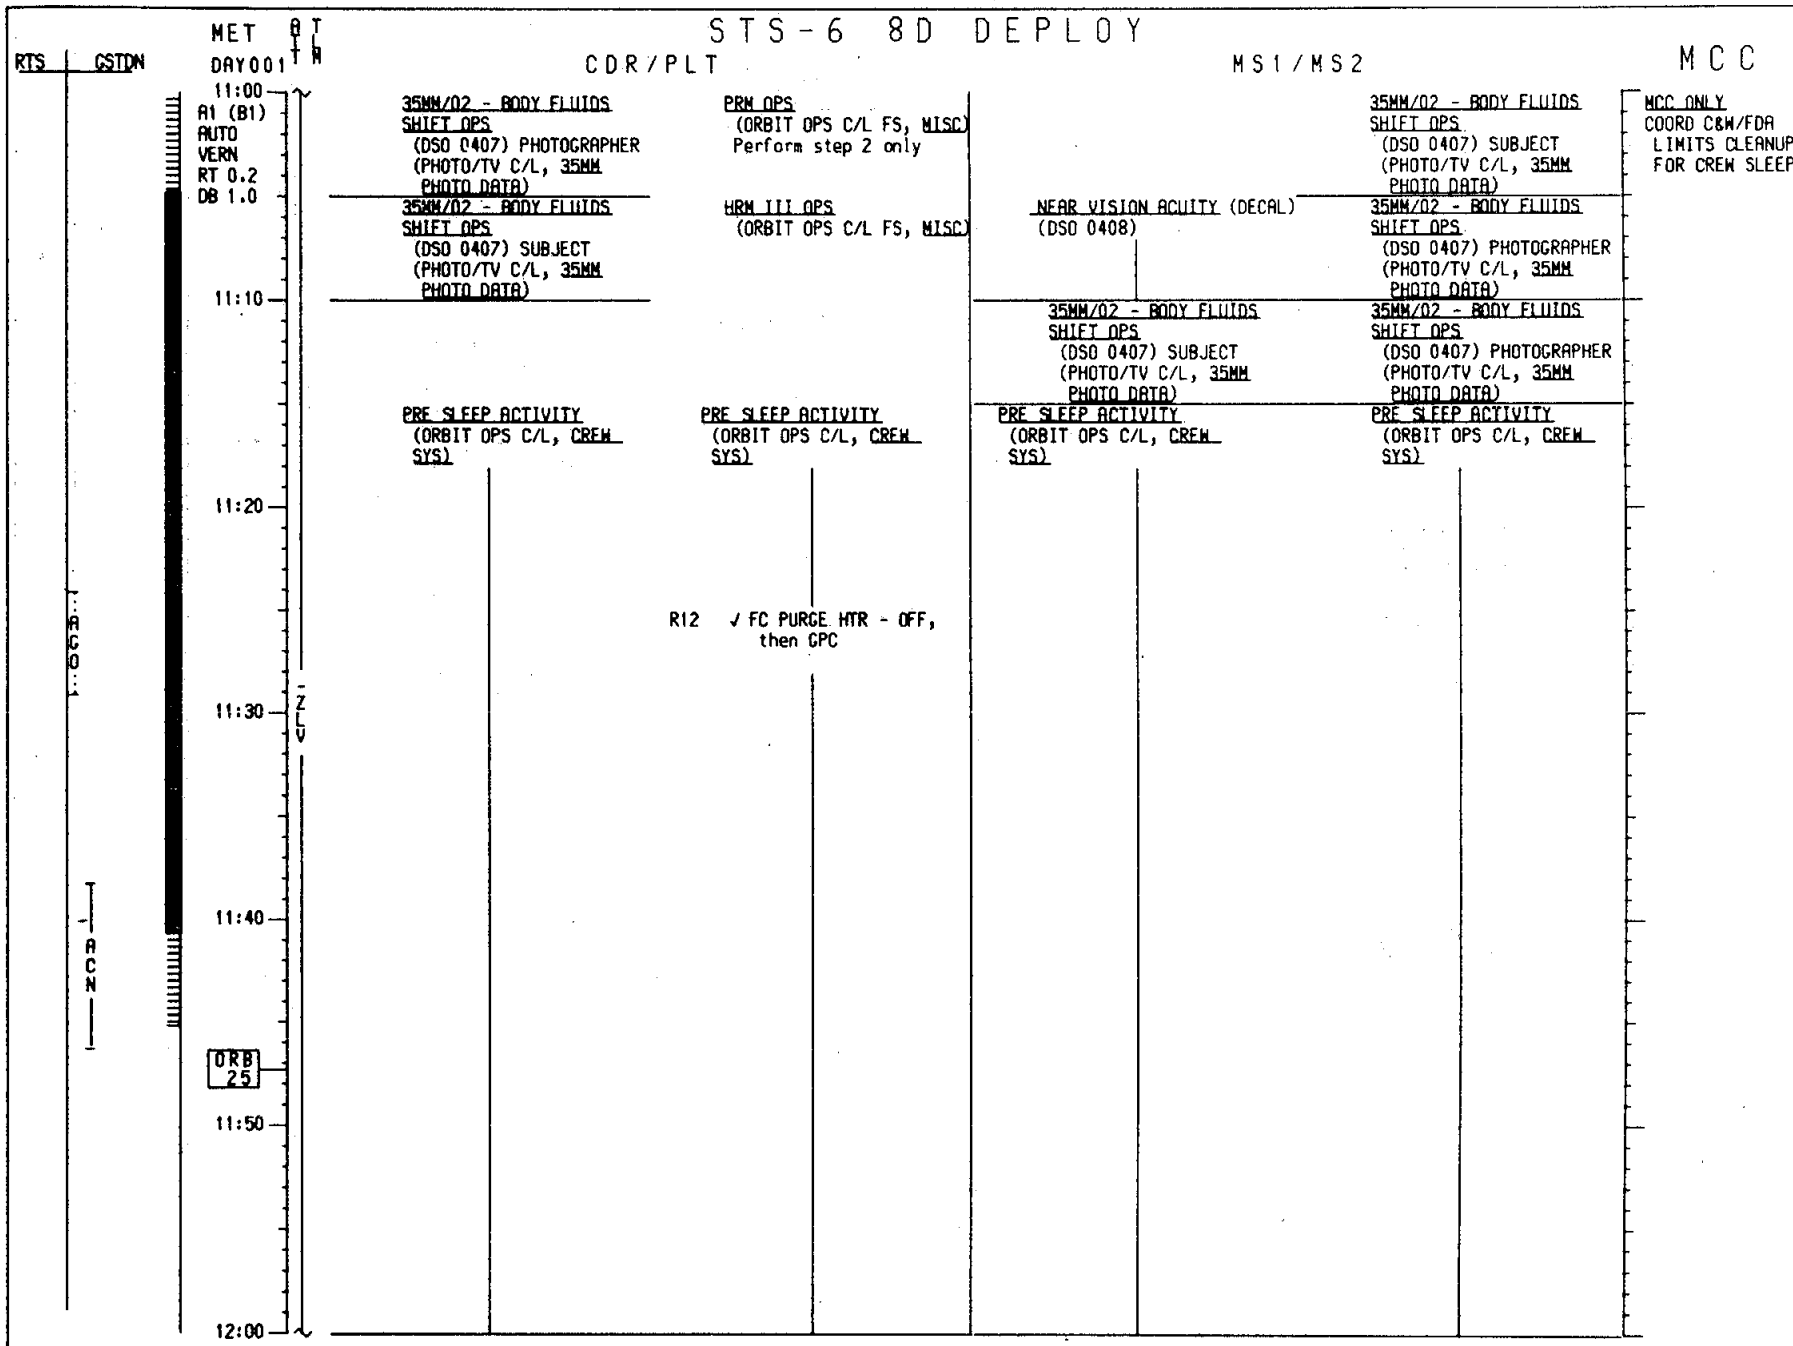 STS-6 8D DEPLOY
RTS GSTDN
MET
DAY001
ATT
TLM
CDR/PLT
MS1/MS2
MCC
11:00
A1 (B1)
AUTO
VERN
RT 0.2
DB 1.0
11:10
11:20
11:30
11:40
ORB
25
11:50
12:00
AGO
ACN
-ZLV
35MM/02 - BODY FLUIDS
SHIFT OPS
(DSO 0407) PHOTOGRAPHER
(PHOTO/TV C/L, 35MM
PHOTO DATA)
35MM/02 - BODY FLUIDS
SHIFT OPS
(DSO 0407) SUBJECT
(PHOTO/TV C/L, 35MM
PHOTO DATA)
PRE SLEEP ACTIVITY
(ORBIT OPS C/L, CREW
SYS)
PRM OPS
(ORBIT OPS C/L FS, MISC)
Perform step 2 only
HRM III OPS
(ORBIT OPS C/L FS, MISC)
PRE SLEEP ACTIVITY
(ORBIT OPS C/L, CREW
SYS)
R12 √ FC PURGE HTR - OFF,
then GPC
NEAR VISION ACUITY (DECAL)
(DSO 0408)
35MM/02 - BODY FLUIDS
SHIFT OPS
(DSO 0407) SUBJECT
(PHOTO/TV C/L, 35MM
PHOTO DATA)
PRE SLEEP ACTIVITY
(ORBIT OPS C/L, CREW
SYS)
35MM/02 - BODY FLUIDS
SHIFT OPS
(DSO 0407) SUBJECT
(PHOTO/TV C/L, 35MM
PHOTO DATA)
35MM/02 - BODY FLUIDS
SHIFT OPS
(DSO 0407) PHOTOGRAPHER
(PHOTO/TV C/L, 35MM
PHOTO DATA)
35MM/02 - BODY FLUIDS
SHIFT OPS
(DSO 0407) PHOTOGRAPHER
(PHOTO/TV C/L, 35MM
PHOTO DATA)
PRE SLEEP ACTIVITY
(ORBIT OPS C/L, CREW
SYS)
MCC ONLY
COORD C&W/FDA
LIMITS CLEANUP
FOR CREW SLEEP